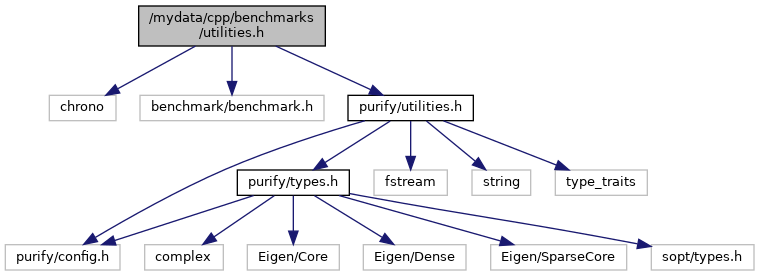 /mydata/cpp/benchmarks
/utilities.h
chrono
benchmark/benchmark.h
purify/utilities.h
purify/types.h
fstream
string
type_traits
purify/config.h
complex
Eigen/Core
Eigen/Dense
Eigen/SparseCore
sopt/types.h